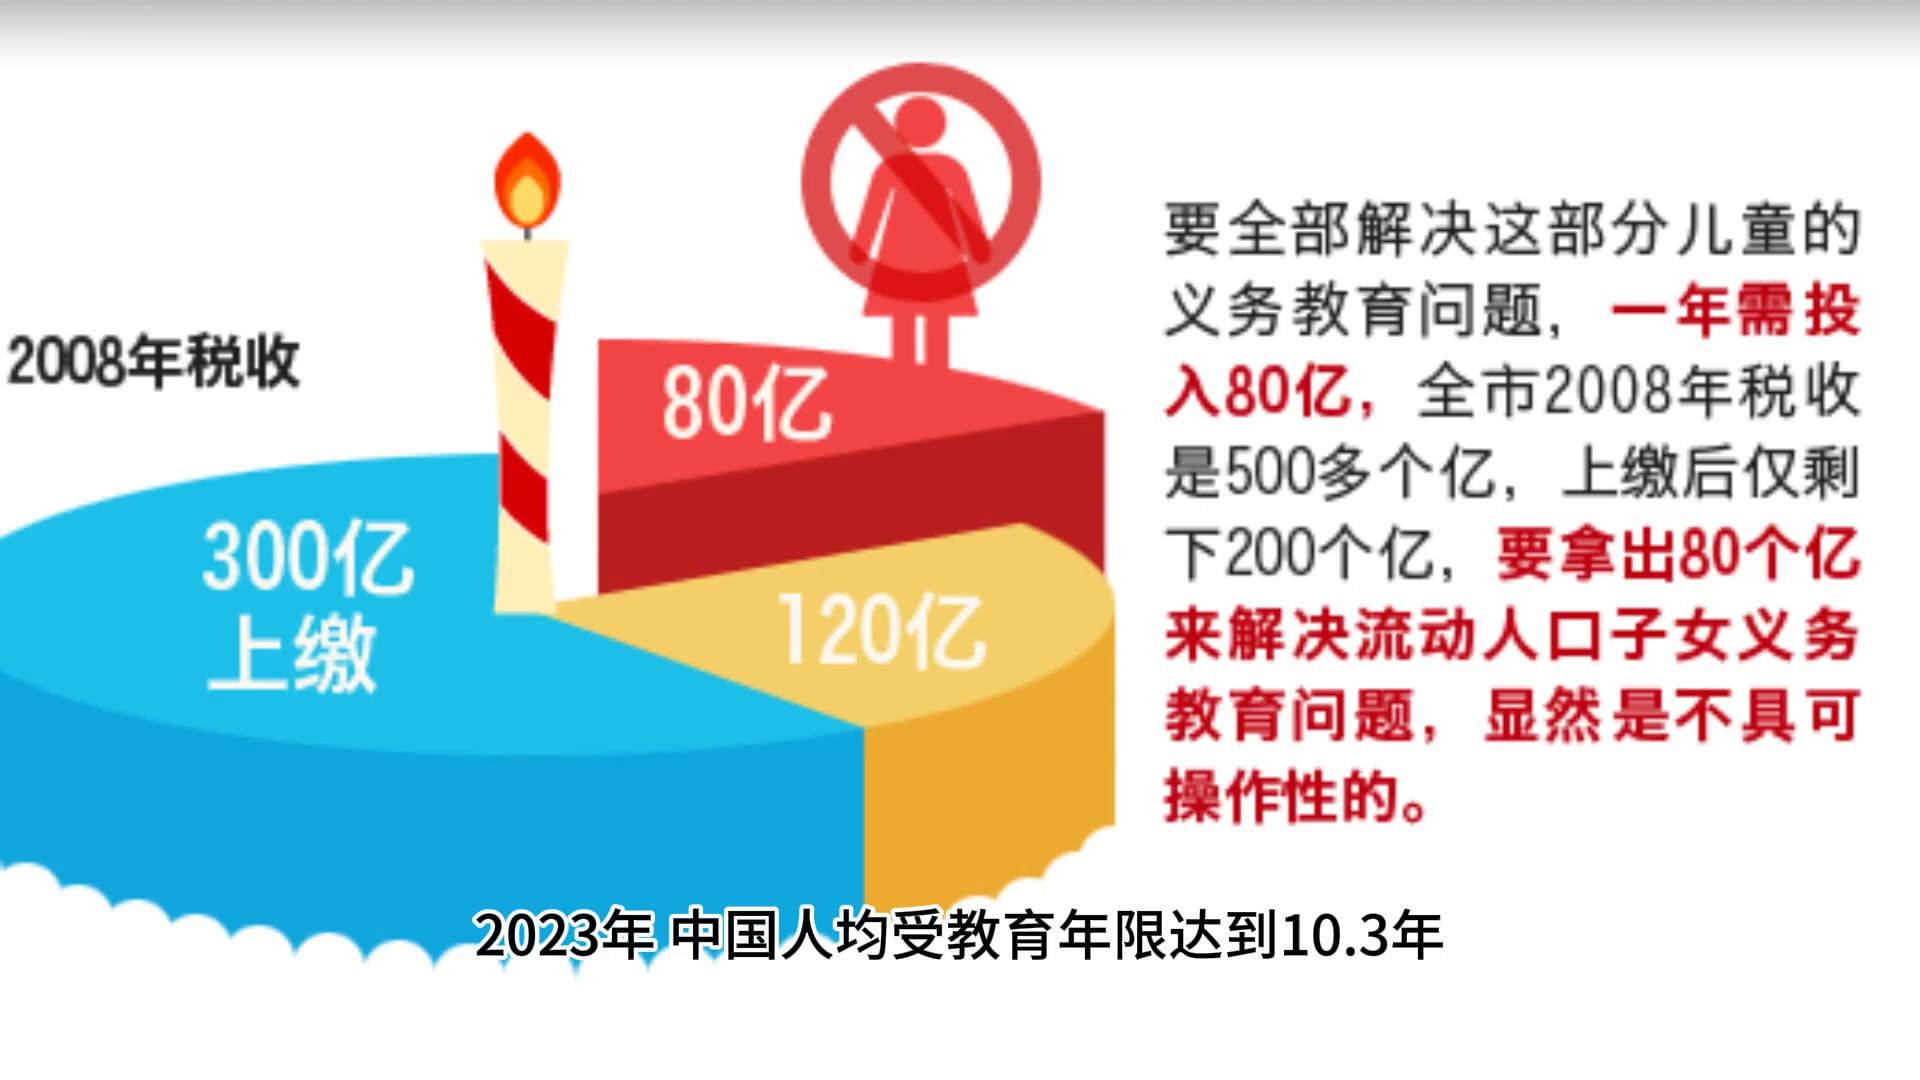 2008年税收
80亿
300亿
上缴
120亿
要全部解决这部分儿童的
义务教育问题，一年需投
入80亿，全市2008年税收
是500多个亿，上缴后仅剩
下200个亿，要拿出80个亿
来解决流动人口子女义务
教育问题，显然是不具可
操作性的。
2023年 中国人均受教育年限达到10.3年